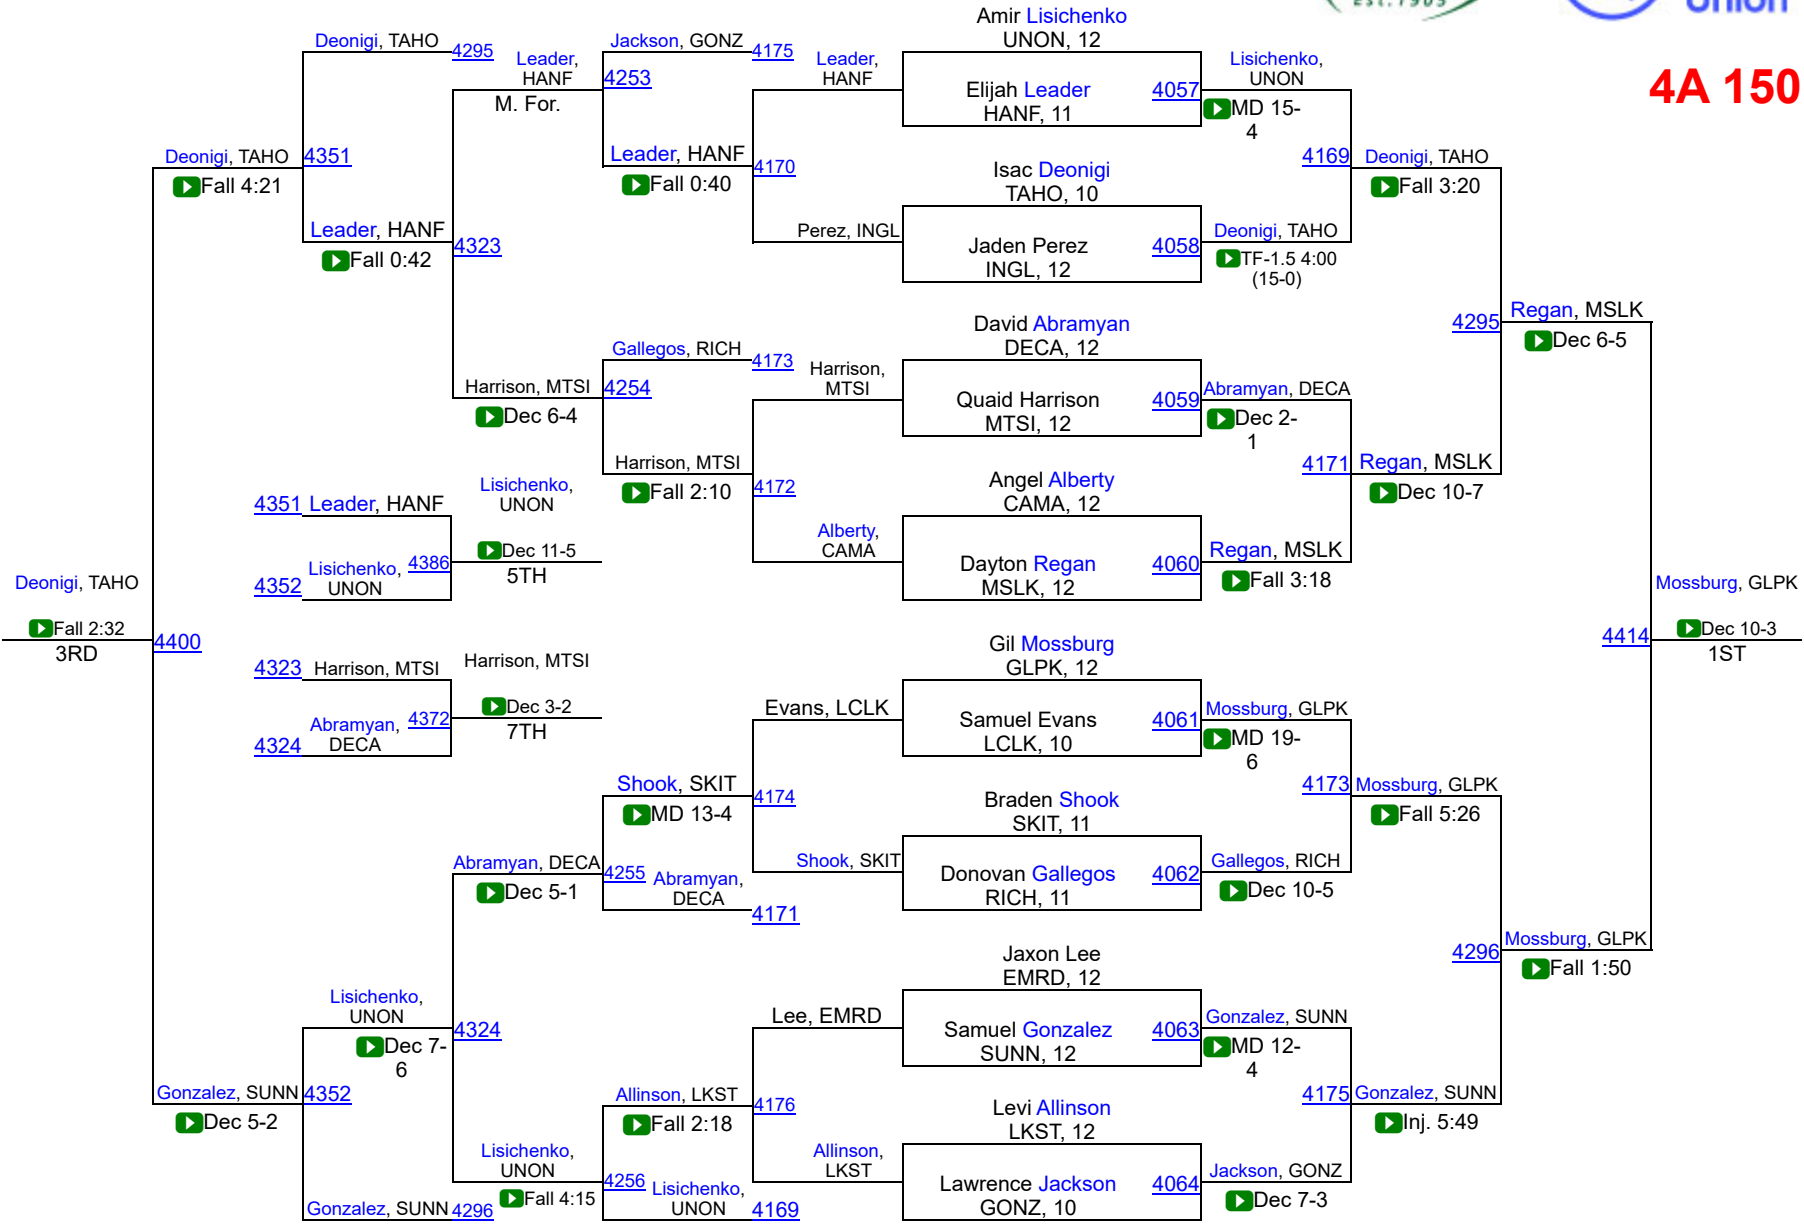 EST. 1905
Union
4A 150
Amir Lisichenko
UNON, 12
Elijah Leader
HANF, 11
4057
Isac Deonigi
TAHO, 10
Jaden Perez
INGL, 12
4058
David Abramyan
DECA, 12
Quaid Harrison
MTSI, 12
4059
Angel Alberty
CAMA, 12
Dayton Regan
MSLK, 12
4060
Gil Mossburg
GLPK, 12
Samuel Evans
LCLK, 10
4061
Braden Shook
SKIT, 11
Donovan Gallegos
RICH, 11
4062
Jaxon Lee
EMRD, 12
Samuel Gonzalez
SUNN, 12
4063
Levi Allinson
LKST, 12
Lawrence Jackson
GONZ, 10
4064
Lisichenko,
UNON
MD 15-
4
Deonigi, TAHO
TF-1.5 4:00
(15-0)
4169
Abramyan, DECA
Dec 2-
1
Regan, MSLK
Fall 3:18
4171
Mossburg, GLPK
MD 19-
6
Gallegos, RICH
Dec 10-5
4173
Gonzalez, SUNN
MD 12-
4
Jackson, GONZ
Dec 7-3
4175
Deonigi, TAHO
Fall 3:20
Regan, MSLK
Dec 10-7
4295
Mossburg, GLPK
Fall 5:26
Gonzalez, SUNN
Inj. 5:49
4296
Regan, MSLK
Dec 6-5
Mossburg, GLPK
Fall 1:50
4414
Mossburg, GLPK
Dec 10-3
1ST
Leader,
HANF
Perez, INGL
4170
Harrison,
MTSI
Alberty,
CAMA
4172
Evans, LCLK
Shook, SKIT
4174
Lee, EMRD
Allinson,
LKST
4176
Jackson, GONZ
4175
Leader, HANF
Fall 0:40
4253
Gallegos, RICH
4173
Harrison, MTSI
Fall 2:10
4254
Shook, SKIT
MD 13-4
4255
Abramyan,
DECA
4171
Allinson, LKST
Fall 2:18
4256
Lisichenko,
UNON
4169
Leader,
HANF
M. For.
Harrison, MTSI
Dec 6-4
4323
Abramyan, DECA
Dec 5-1
Lisichenko,
UNON
Fall 4:15
4324
Deonigi, TAHO
4295
Leader, HANF
Fall 0:42
4351
Lisichenko,
UNON
Dec 7-
6
Gonzalez, SUNN
4296
4352
Deonigi, TAHO
Fall 4:21
Gonzalez, SUNN
Dec 5-2
4400
Deonigi, TAHO
Fall 2:32
3RD
4351
Leader, HANF
4352
Lisichenko,
UNON
4386
Lisichenko,
UNON
Dec 11-5
5TH
4323
Harrison, MTSI
4324
Abramyan,
DECA
4372
Harrison, MTSI
Dec 3-2
7TH